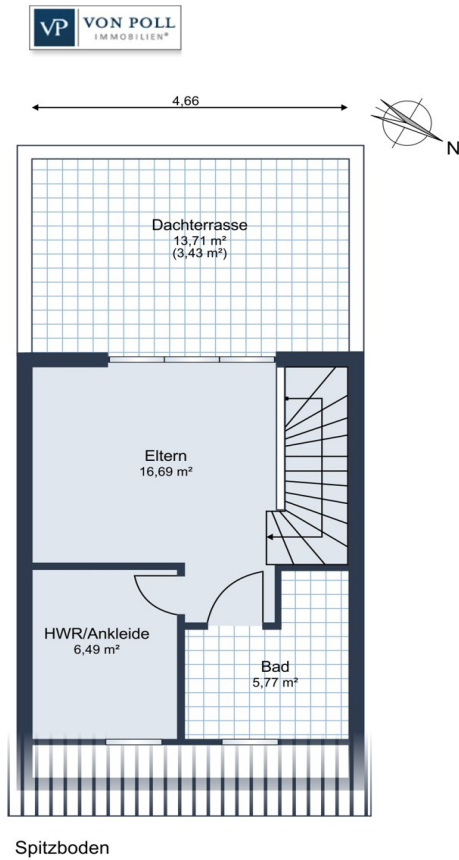 VP VON POLL
IMMOBILIEN®
4,66
N
Dachterrasse
13,71 m²
(3,43 m²)
Eltern
16,69 m²
HWR/Ankleide
6,49 m²
Bad
5,77 m²
Spitzboden